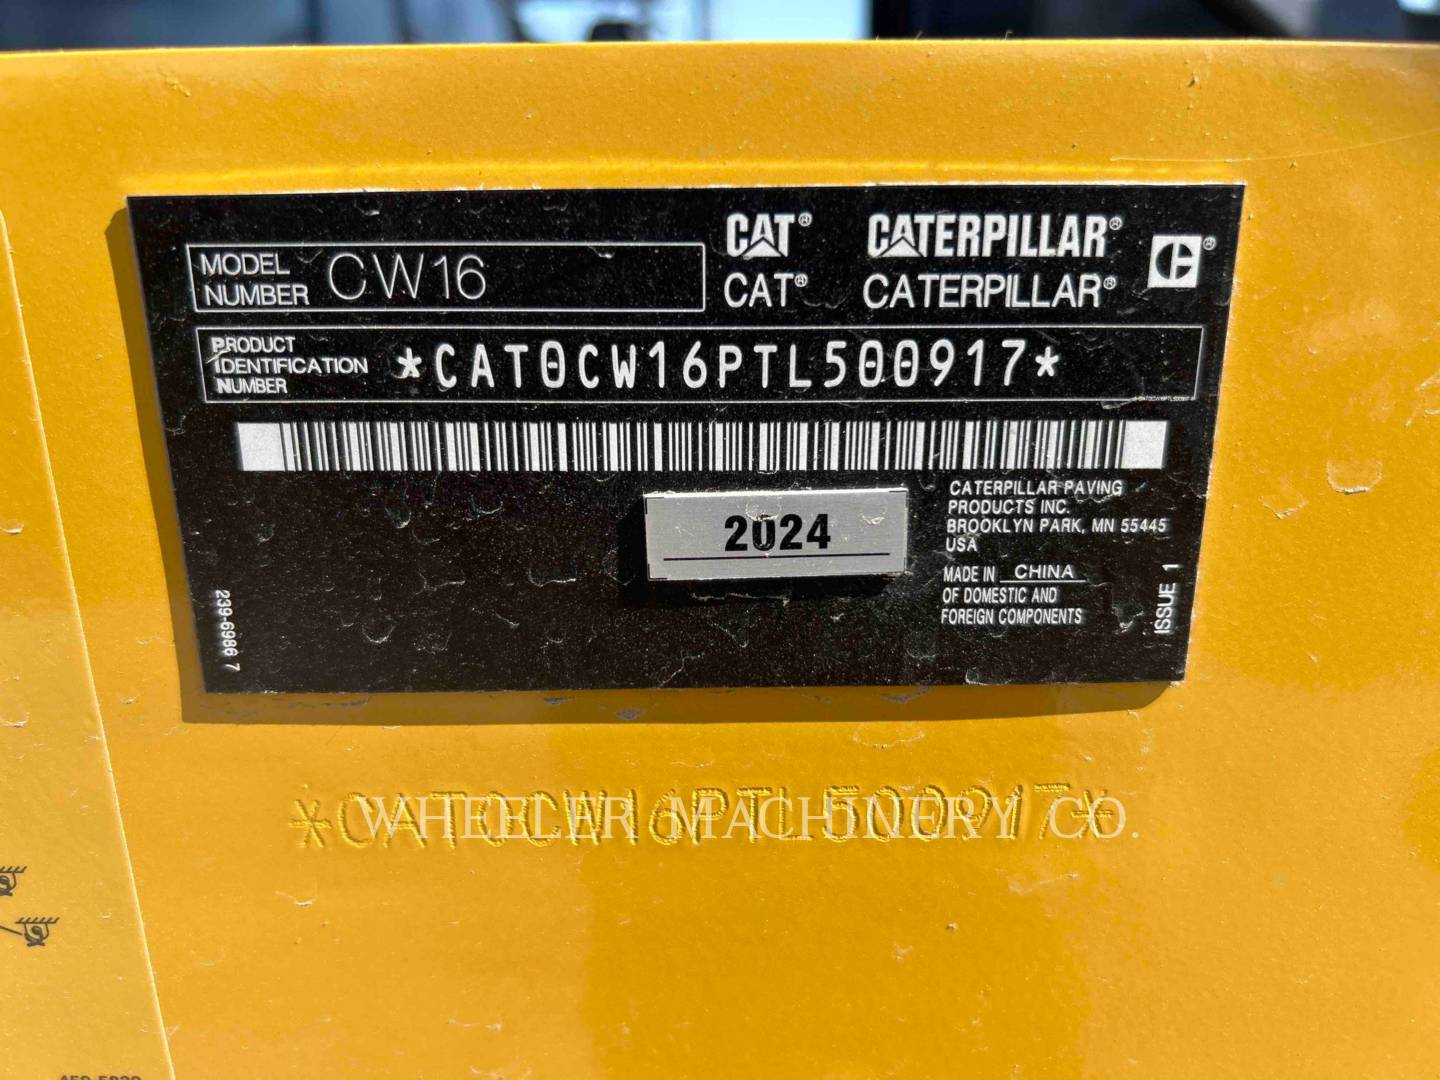 MODEL NUMBER CW16
CAT® CATERPILLAR®
CAT® CATERPILLAR®
PRODUCT
IDENTIFICATION
NUMBER
*CAT0CW16PTL500917*
2024
CATERPILLAR PAVING
PRODUCTS INC.
BROOKLYN PARK, MN 55445
USA
MADE IN CHINA
OF DOMESTIC AND
FOREIGN COMPONENTS
ISSUE 1
239-6986 7
*CAT0CW16PTL500917*
WHEELER MACHINERY CO.